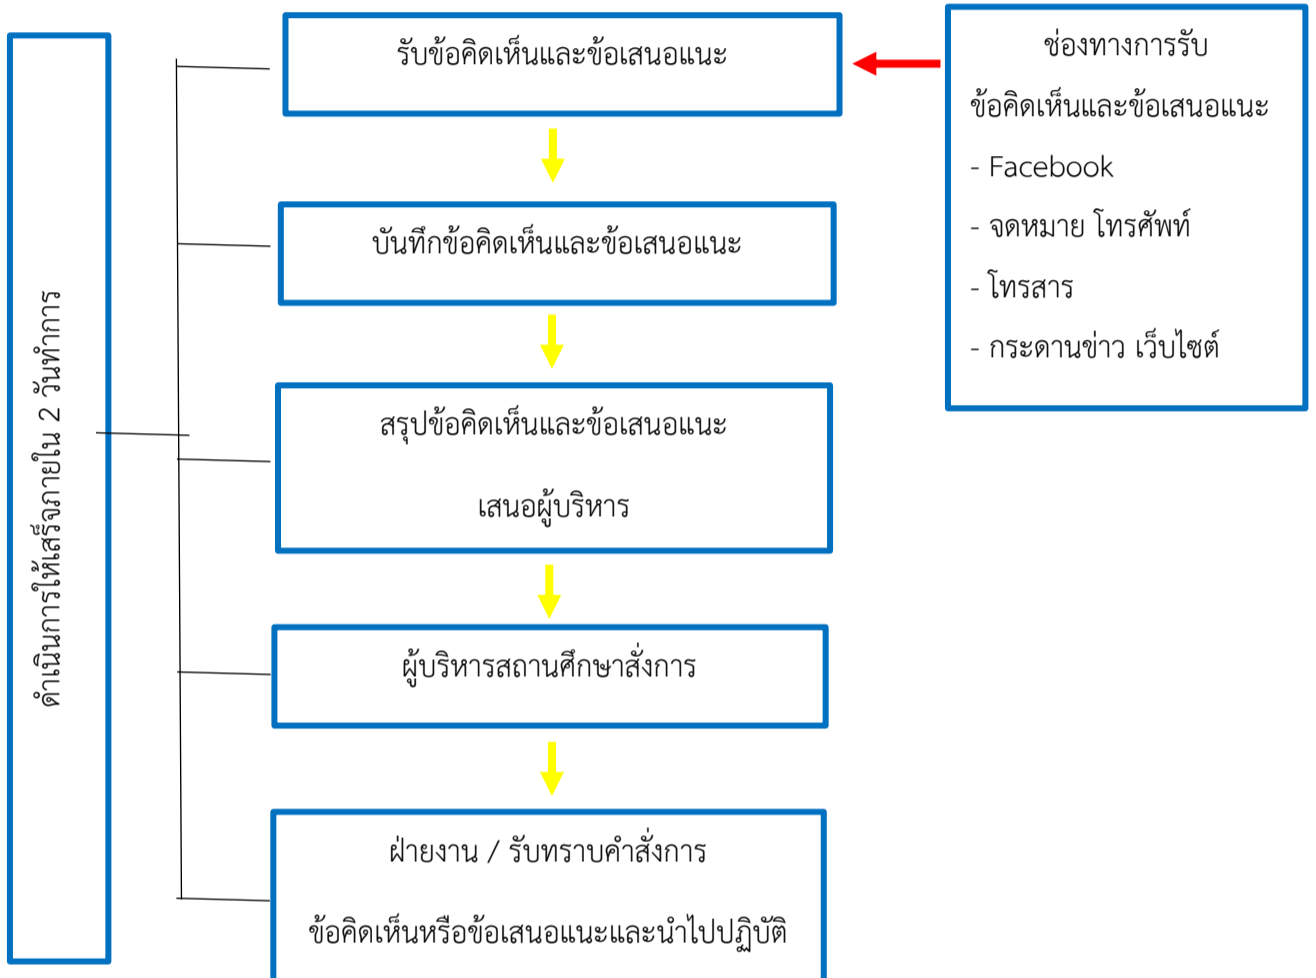 รับข้อคิดเห็นและข้อเสนอแนะ
ช่องทางการรับ
ข้อคิดเห็นและข้อเสนอแนะ
- Facebook
- จดหมาย โทรศัพท์
- โทรสาร
- กระดานข่าว เว็บไซต์
บันทึกข้อคิดเห็นและข้อเสนอแนะ
สรุปข้อคิดเห็นและข้อเสนอแนะ
เสนอผู้บริหาร
ผู้บริหารสถานศึกษาสั่งการ
ฝ่ายงาน / รับทราบคำสั่งการ
ข้อคิดเห็นหรือข้อเสนอแนะและนำไปปฏิบัติ
ดำเนินการให้เสร็จภายใน 2 วันทำการ